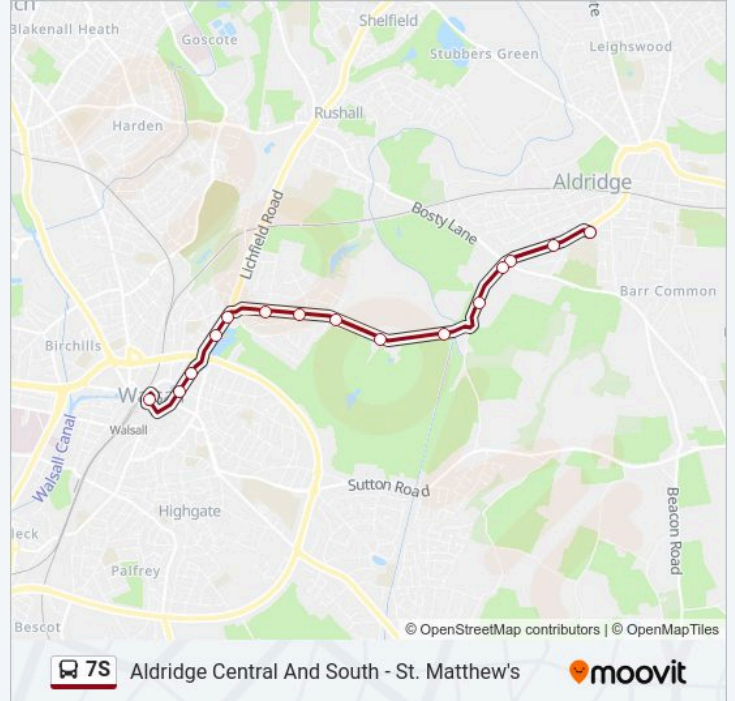 Shelfield
Blakenall Heath
Goscote
Stubbers Green
Leighswood
Rushall
Harden
Aldridge
Bosty Lane
Lichfield Road
Barr Common
Birchills
Walsall
Walsall Canal
Sutton Road
Highgate
Beacon Road
Palfrey
Bescot
© OpenStreetMap contributors | © OpenMapTiles
7S Aldridge Central And South - St. Matthew's
moovit